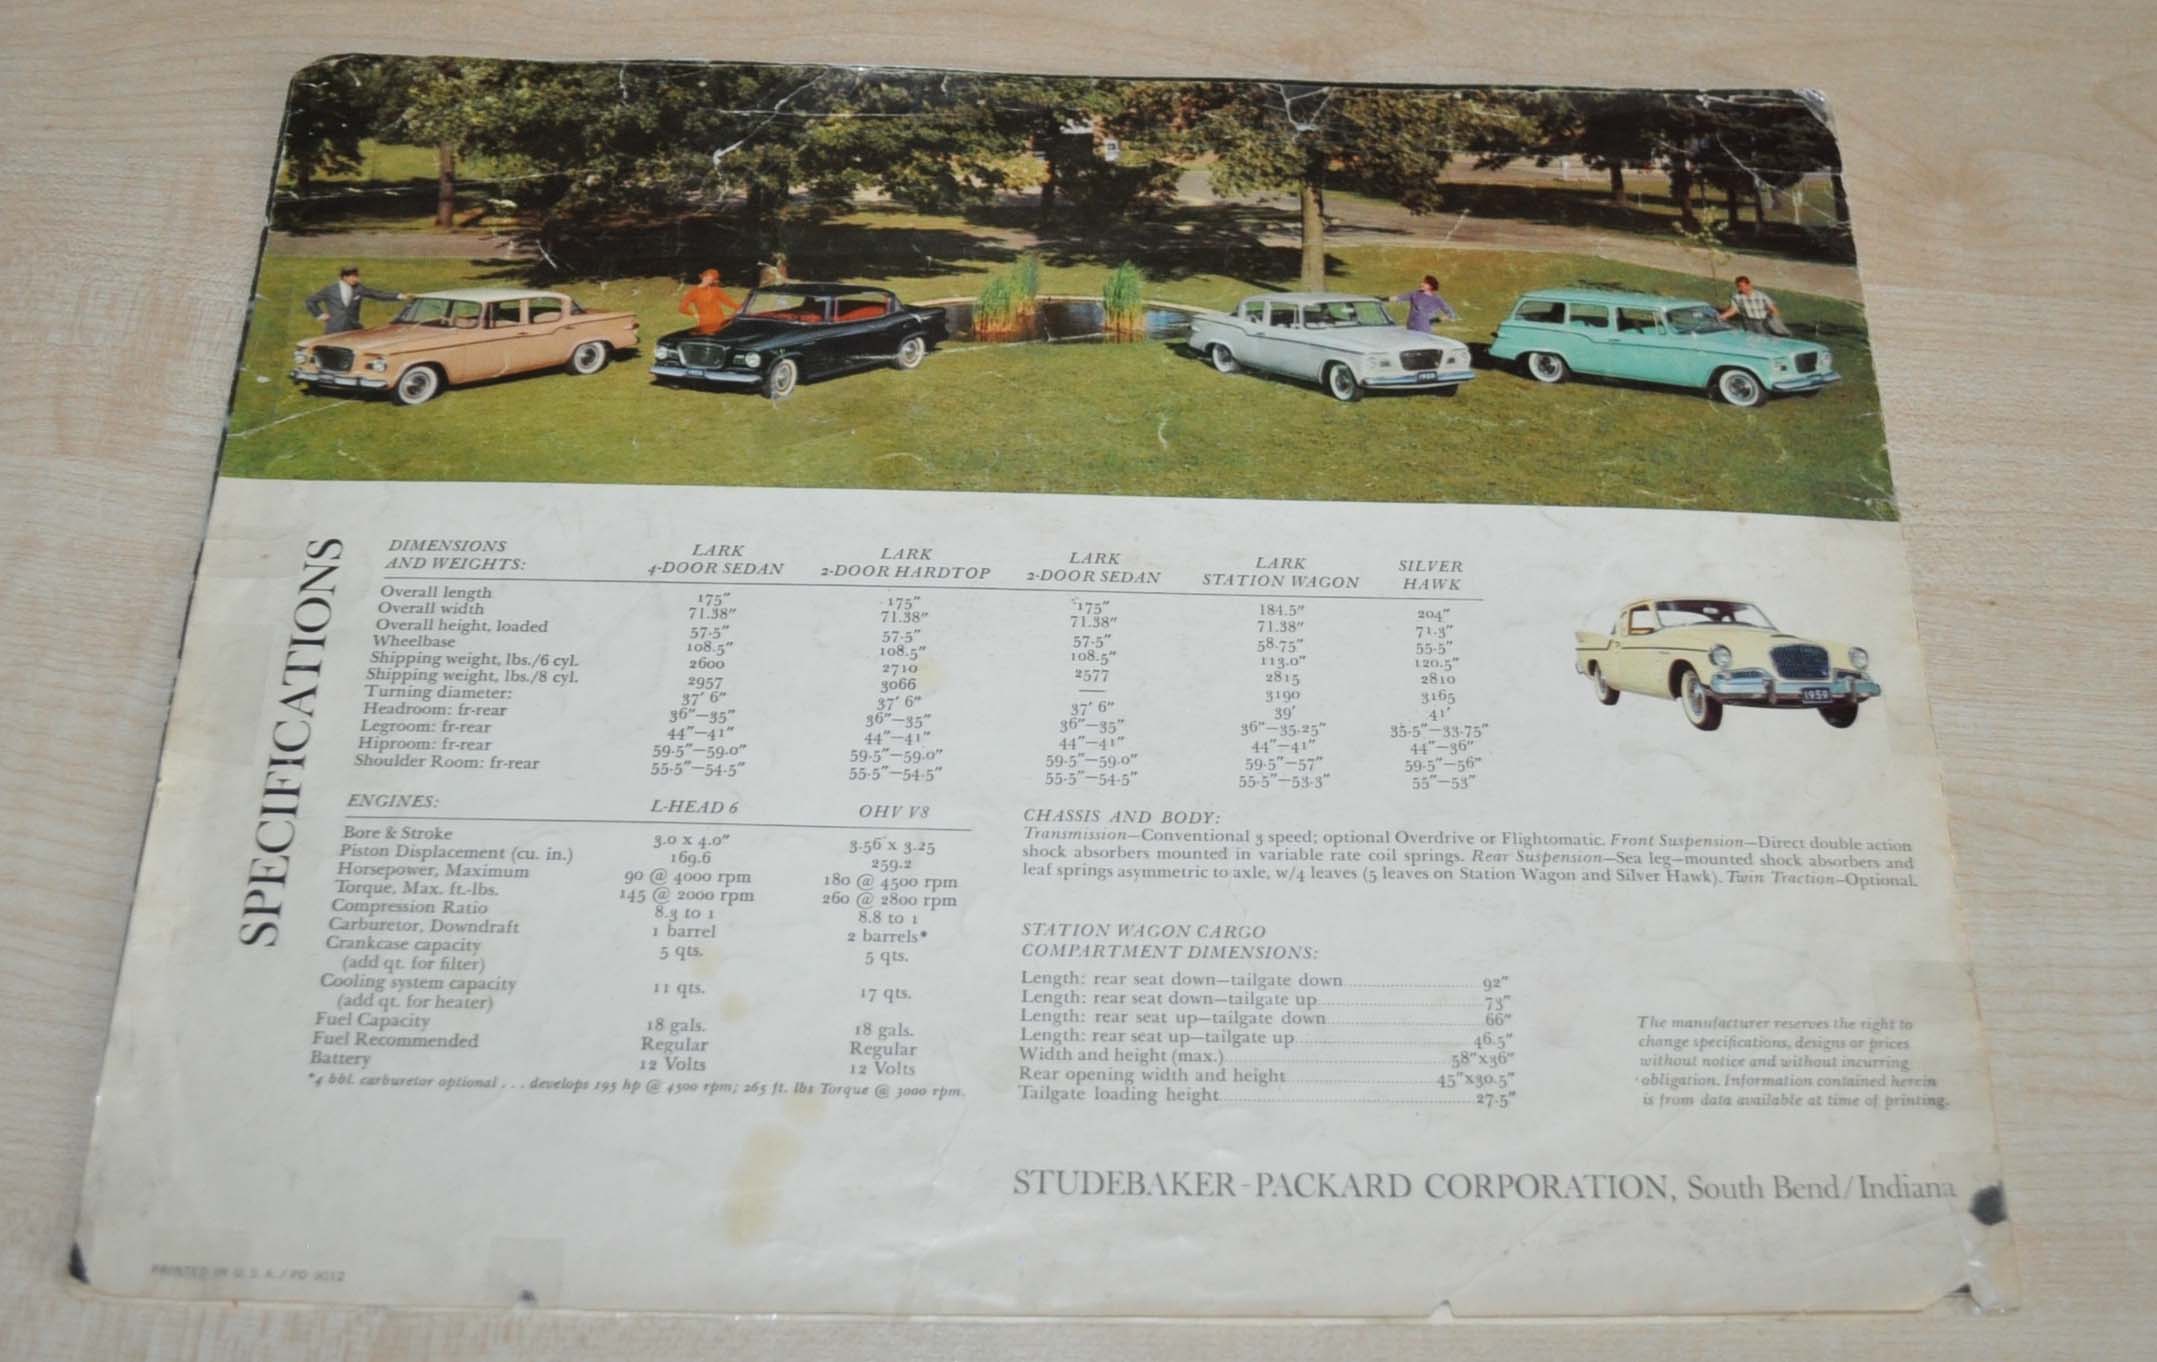 SPECIFICATIONS
DIMENSIONS AND WEIGHTS: LARK 4-DOOR SEDAN LARK 2-DOOR HARDTOP LARK 2-DOOR SEDAN LARK STATION WAGON SILVER HAWK
Overall length 175" 175" 175" 184.5" 204"
Overall width 71.38" 71.38" 71.38" 71.38" 71.3"
Overall height, loaded 57.5" 57.5" 57.5" 58.75" 55.5"
Wheelbase 108.5" 108.5" 108.5" 113.0" 120.5"
Shipping weight, lbs./6 cyl. 2600 2710 2577 2815 2810
Shipping weight, lbs./8 cyl. 2957 3066 — 3190 3165
Turning diameter: 37' 6" 37' 6" 37' 6" 39' 41'
Headroom: fr-rear 36"—35" 36"—35" 36"—35" 36"—35.25" 35.5"—33.75"
Legroom: fr-rear 44"—41" 44"—41" 44"—41" 44"—41" 44"—36"
Hiproom: fr-rear 59.5"—59.0" 59.5"—59.0" 59.5"—59.0" 59.5"—57" 59.5"—56"
Shoulder Room: fr-rear 55.5"—54.5" 55.5"—54.5" 55.5"—54.5" 55.5"—53.3" 55"—53"
1959
ENGINES: L-HEAD 6 OHV V8
Bore & Stroke 3.0 x 4.0" 3.56 x 3.25
Piston Displacement (cu. in.) 169.6 259.2
Horsepower, Maximum 90 @ 4000 rpm 180 @ 4500 rpm
Torque, Max. ft.-lbs. 145 @ 2000 rpm 260 @ 2800 rpm
Compression Ratio 8.3 to 1 8.8 to 1
Carburetor, Downdraft 1 barrel 2 barrels*
Crankcase capacity 5 qts. 5 qts.
(add qt. for filter)
Cooling system capacity 11 qts. 17 qts.
(add qt. for heater)
Fuel Capacity 18 gals. 18 gals.
Fuel Recommended Regular Regular
Battery 12 Volts 12 Volts
*4 bbl. carburetor optional . . . develops 195 hp @ 4500 rpm; 265 ft. lbs Torque @ 3000 rpm.
CHASSIS AND BODY:
Transmission—Conventional 3 speed; optional Overdrive or Flightomatic. Front Suspension—Direct double action
shock absorbers mounted in variable rate coil springs. Rear Suspension—Sea leg—mounted shock absorbers and
leaf springs asymmetric to axle, w/4 leaves (5 leaves on Station Wagon and Silver Hawk). Twin Traction—Optional.
STATION WAGON CARGO
COMPARTMENT DIMENSIONS:
Length: rear seat down—tailgate down 92"
Length: rear seat down—tailgate up 73"
Length: rear seat up—tailgate down 66"
Length: rear seat up—tailgate up 46.5"
Width and height (max.) 58"x36"
Rear opening width and height 45"x30.5"
Tailgate loading height 27.5"
The manufacturer reserves the right to
change specifications, designs or prices
without notice and without incurring
obligation. Information contained herein
is from data available at time of printing.
STUDEBAKER-PACKARD CORPORATION, South Bend/Indiana
PRINTED IN U. S. A. / PD 3012